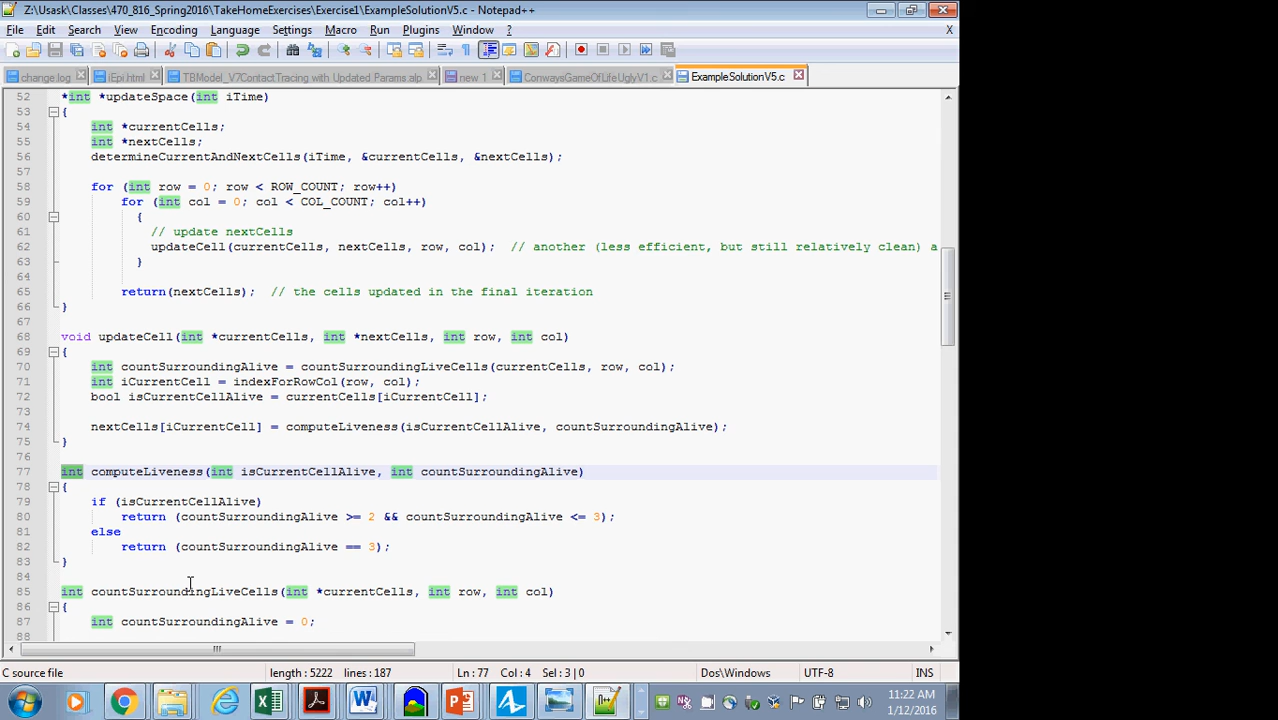 Z:\Usask\Classes\470_816_Spring2016\TakeHomeExercises\Exercise1\ExampleSolutionV5.c - Notepad++
File Edit Search View Encoding Language Settings Macro Run Plugins Window ? X
change.log iEpi.html TBModel_V7ContactTracing with Updated Params.alp new 1 ConwaysGameOfLifeUglyV1.c ExampleSolutionV5.c
52 *int *updateSpace(int iTime)
53 {
54 int *currentCells;
55 int *nextCells;
56 determineCurrentAndNextCells(iTime, &currentCells, &nextCells);
57
58 for (int row = 0; row < ROW_COUNT; row++)
59 for (int col = 0; col < COL_COUNT; col++)
60 {
61 // update nextCells
62 updateCell(currentCells, nextCells, row, col); // another (less efficient, but still relatively clean) a
63 }
64
65 return(nextCells); // the cells updated in the final iteration
66 }
67
68 void updateCell(int *currentCells, int *nextCells, int row, int col)
69 {
70 int countSurroundingAlive = countSurroundingLiveCells(currentCells, row, col);
71 int iCurrentCell = indexForRowCol(row, col);
72 bool isCurrentCellAlive = currentCells[iCurrentCell];
73
74 nextCells[iCurrentCell] = computeLiveness(isCurrentCellAlive, countSurroundingAlive);
75 }
76
77 int computeLiveness(int isCurrentCellAlive, int countSurroundingAlive)
78 {
79 if (isCurrentCellAlive)
80 return (countSurroundingAlive >= 2 && countSurroundingAlive <= 3);
81 else
82 return (countSurroundingAlive == 3);
83 }
84
85 int countSurroundingLiveCells(int *currentCells, int row, int col)
86 {
87 int countSurroundingAlive = 0;
88
C source file length : 5222 lines : 187 Ln : 77 Col : 4 Sel : 3 | 0 Dos\Windows UTF-8 INS
11:22 AM
1/12/2016